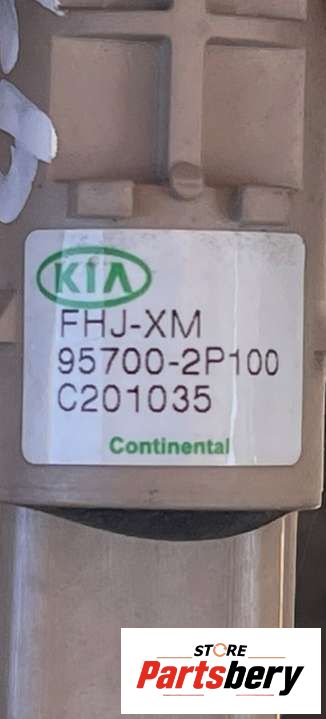 KIA
FHJ-XM
95700-2P100
C201035
Continental
STORE
Partsbery